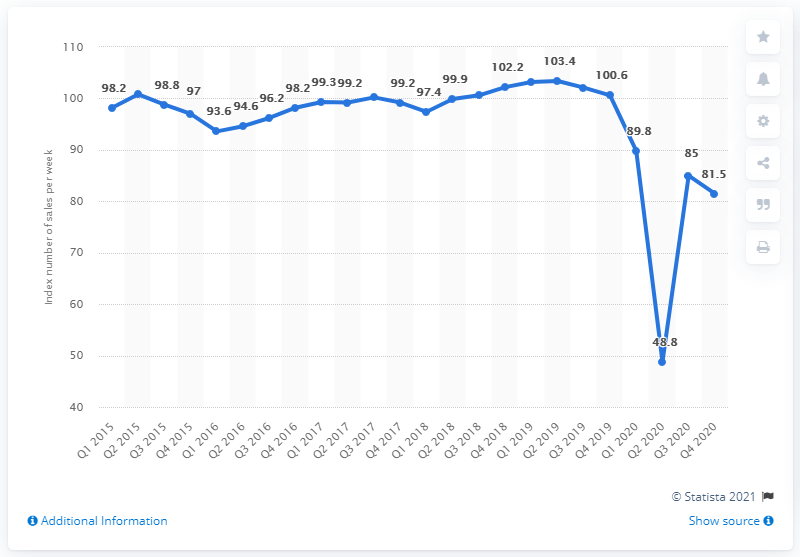 110
100
90
80
70
60
50
40
Index number of sales per week
98.2
98.8
97
93.6
94.6
96.2
98.2
99.3
99.2
99.2
97.4
99.9
102.2
103.4
100.6
89.8
48.8
85
81.5
Q1 2015
Q2 2015
Q3 2015
Q4 2015
Q1 2016
Q2 2016
Q3 2016
Q4 2016
Q1 2017
Q2 2017
Q3 2017
Q4 2017
Q1 2018
Q2 2018
Q3 2018
Q4 2018
Q1 2019
Q2 2019
Q3 2019
Q4 2019
Q1 2020
Q2 2020
Q3 2020
Q4 2020
© Statista 2021
Additional Information
Show source